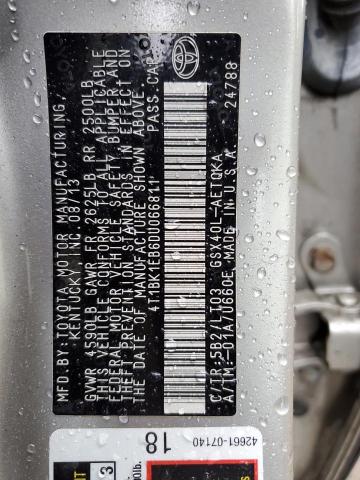 MFD. BY: TOYOTA MOTOR MANUFACTURING,
KENTUCKY, INC. 08/13
GVWR 4590LB GAWR FR 2625LB RR 2500LB
THIS VEHICLE CONFORMS TO ALL APPLICABLE
FEDERAL MOTOR VEHICLE SAFETY, BUMPER, AND
THEFT PREVENTION STANDARDS IN EFFECT ON
THE DATE OF MANUFACTURE SHOWN ABOVE.
4T1BK1EB6DU066811 PASS. CAR
C/TR:5B2/LT03 GSX40L-AETQKA
A/TM:-01A/U660E MADE IN U.S.A. 24788
42661-07140
18
3